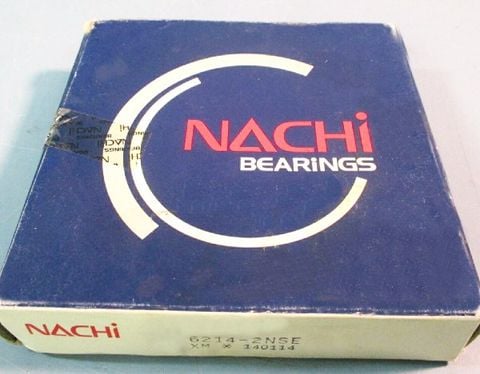 NACHi
BEARiNGS
NACHi
6214-2NSE
XM * 140114